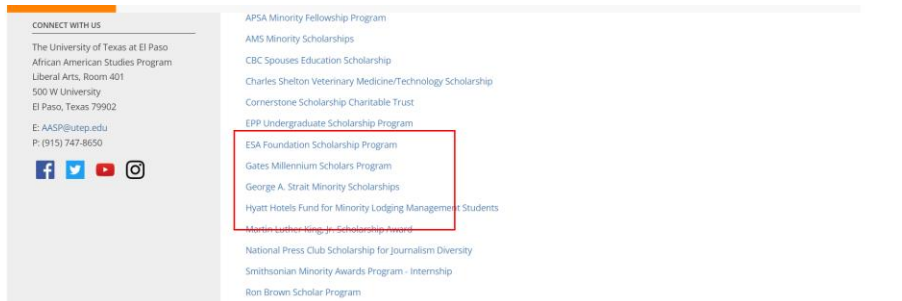 CONNECT WITH US
The University of Texas at El Paso
African American Studies Program
Liberal Arts, Room 401
500 W University
El Paso, Texas 79902
E: AASP@utep.edu
P: (915) 747-8650
APSA Minority Fellowship Program
AMS Minority Scholarships
CBC Spouses Education Scholarship
Charles Shelton Veterinary Medicine/Technology Scholarship
Cornerstone Scholarship Charitable Trust
EPP Undergraduate Scholarship Program
ESA Foundation Scholarship Program
Gates Millennium Scholars Program
George A. Strait Minority Scholarships
Hyatt Hotels Fund for Minority Lodging Management Students
Martin Luther King, Jr. Scholarship Award
National Press Club Scholarship for Journalism Diversity
Smithsonian Minority Awards Program - Internship
Ron Brown Scholar Program